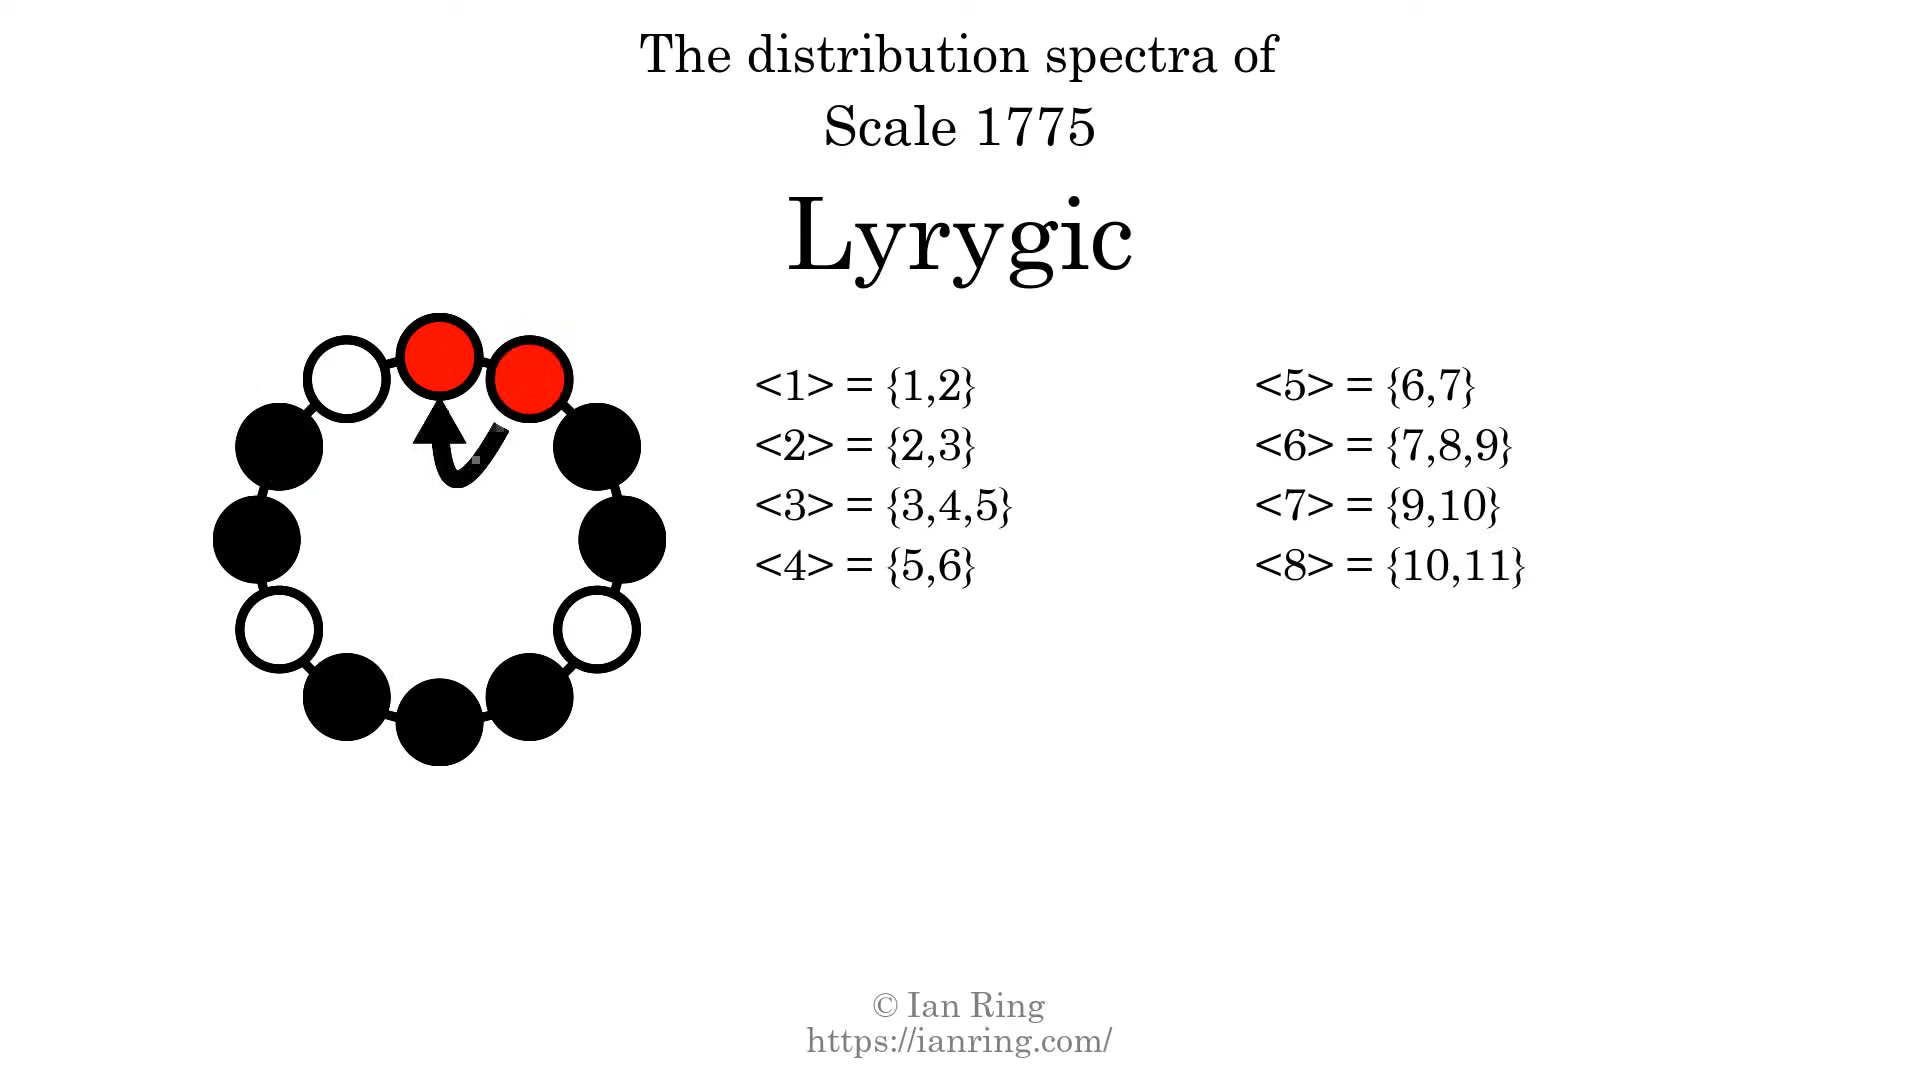 The distribution spectra of
Scale 1775
Lyrygic
<1> = {1,2}
<2> = {2,3}
<3> = {3,4,5}
<4> = {5,6}
<5> = {6,7}
<6> = {7,8,9}
<7> = {9,10}
<8> = {10,11}
© Ian Ring
https://ianring.com/